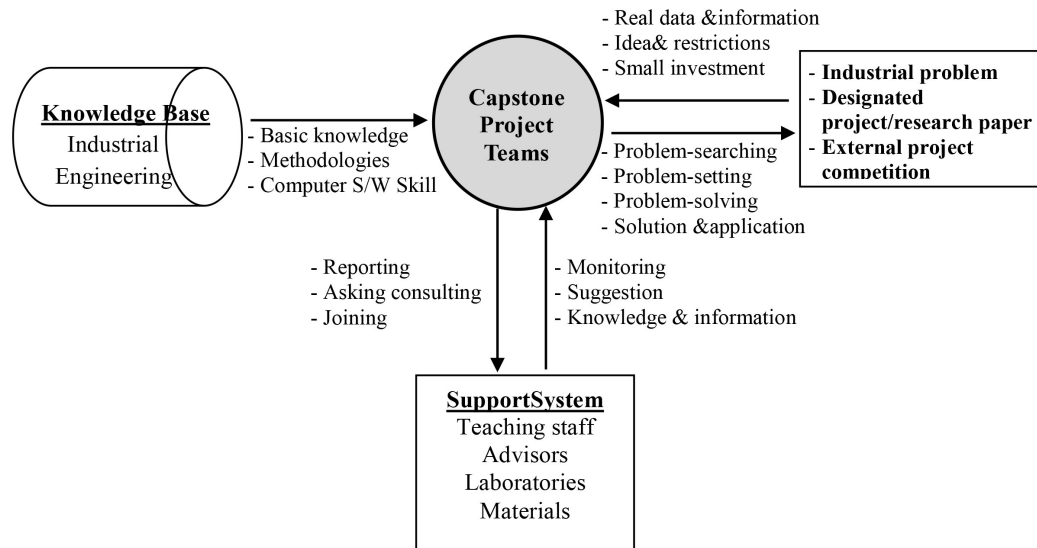 Knowledge Base
Industrial
Engineering
- Basic knowledge
- Methodologies
- Computer S/W Skill
Capstone
Project
Teams
- Real data &information
- Idea& restrictions
- Small investment
- Industrial problem
- Designated
project/research paper
- External project
competition
- Problem-searching
- Problem-setting
- Problem-solving
- Solution &application
- Reporting
- Asking consulting
- Joining
- Monitoring
- Suggestion
- Knowledge & information
SupportSystem
Teaching staff
Advisors
Laboratories
Materials